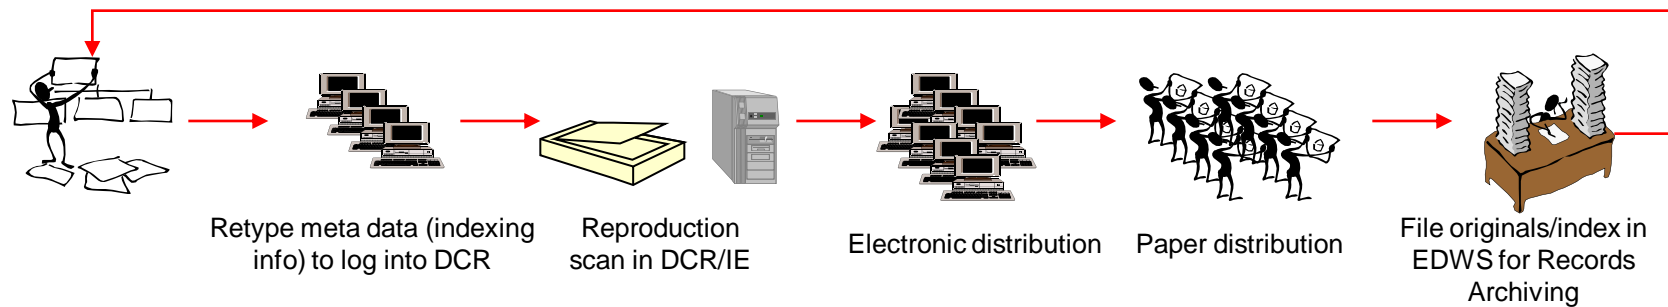 Retype meta data (indexing
info) to log into DCR
Reproduction
scan in DCR/IE
Electronic distribution
Paper distribution
File originals/index in
EDWS for Records
Archiving